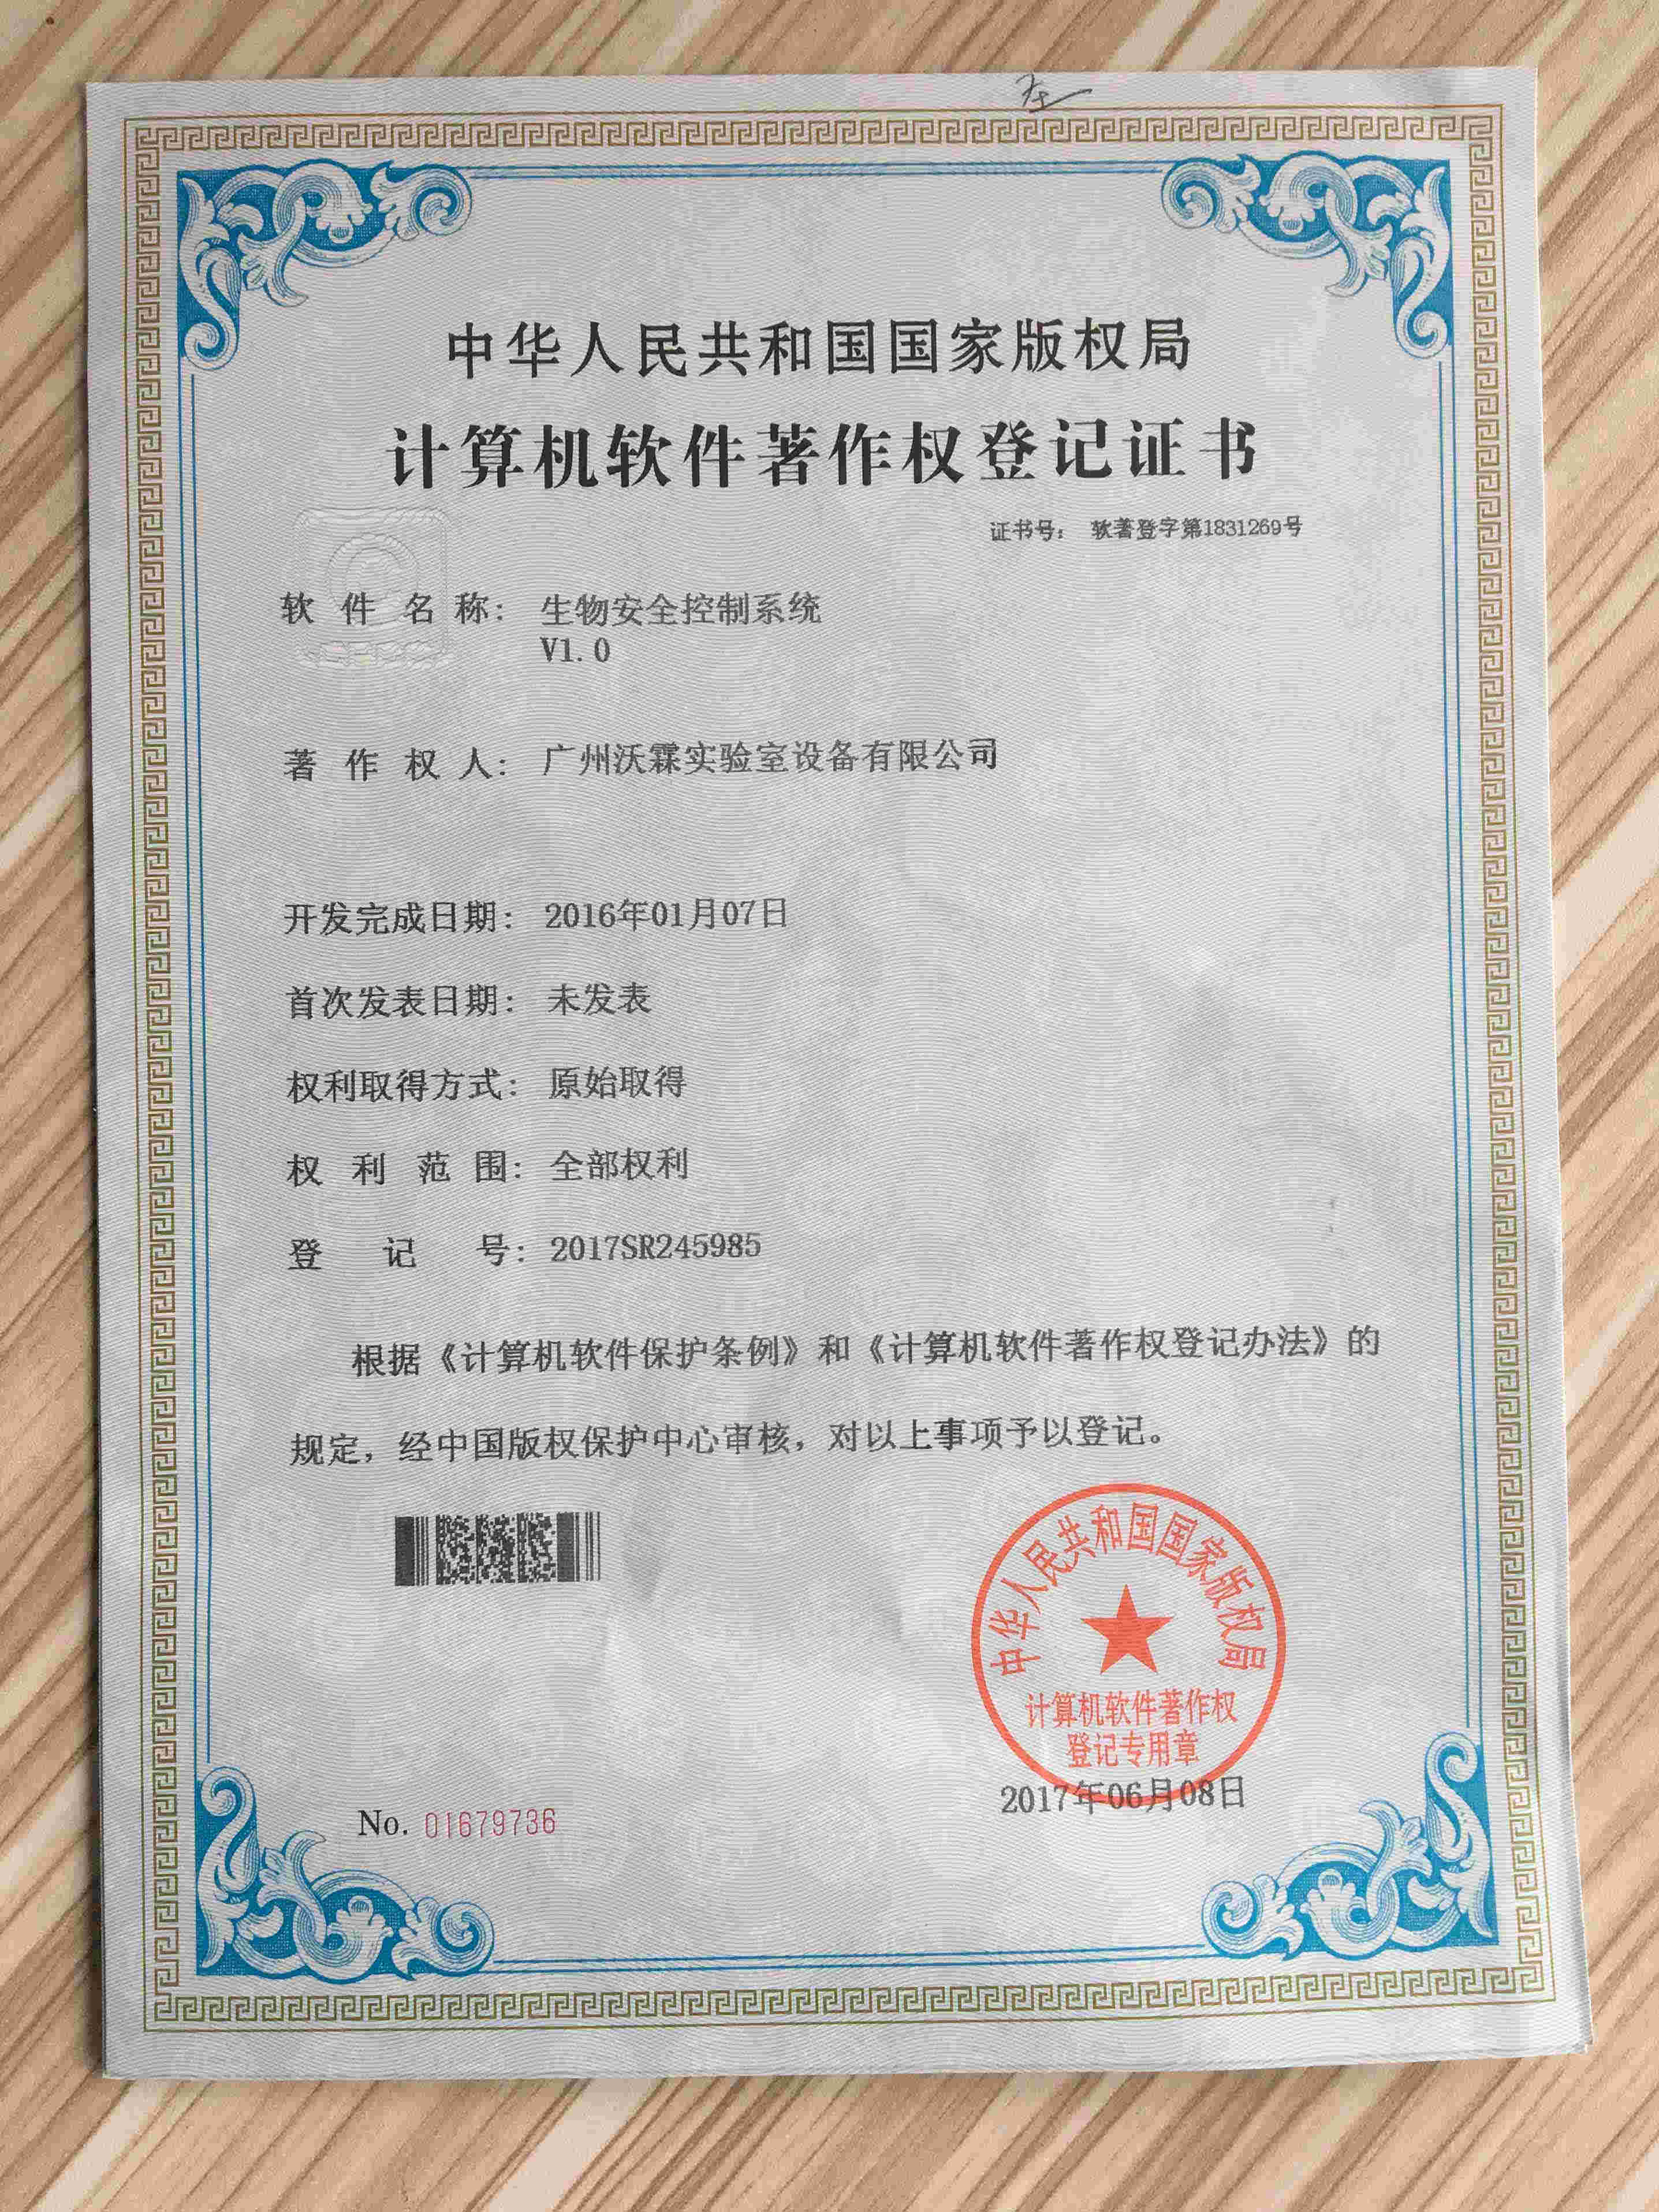 中华人民共和国国家版权局
计算机软件著作权登记证书
证书号： 软著登字第1831269号
软件名称： 生物安全控制系统
V1.0
著作权人： 广州沃霖实验室设备有限公司
开发完成日期： 2016年01月07日
首次发表日期： 未发表
权利取得方式： 原始取得
权利范围： 全部权利
登记号： 2017SR245985
根据《计算机软件保护条例》和《计算机软件著作权登记办法》的
规定，经中国版权保护中心审核，对以上事项予以登记。
中华人民共和国国家版权局
计算机软件著作权
登记专用章
2017年06月08日
No. 01679736